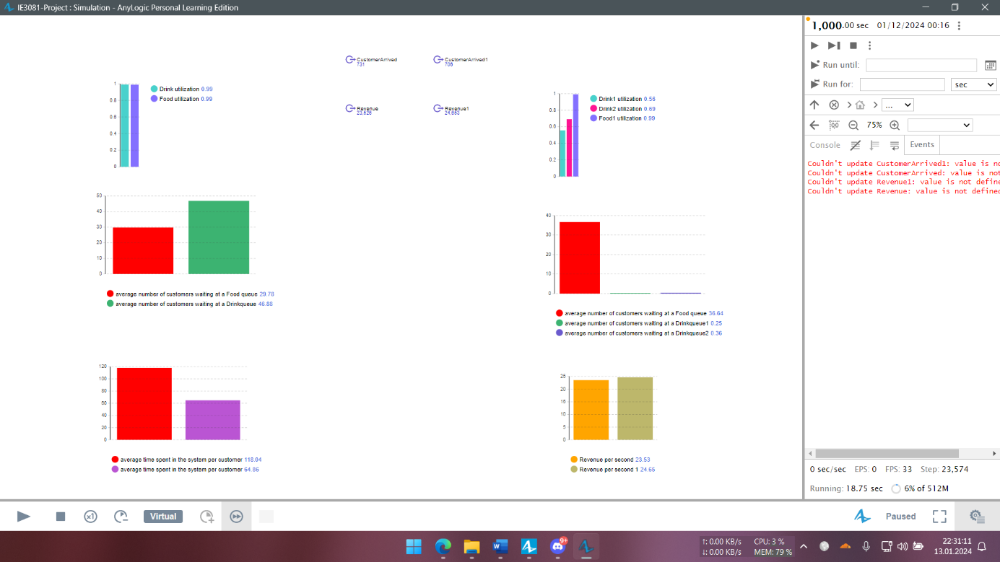 IE3081-Project : Simulation - AnyLogic Personal Learning Edition
1,000.00 sec 01/12/2024 00:16
CustomerArrived
731
CustomerArrived1
706
Revenue
23,526
Revenue1
24,653
1
0.8
0.6
0.4
0.2
0
Drink utilization 0.99
Food utilization 0.99
1
0.8
0.6
0.4
0.2
0
Drink1 utilization 0.56
Drink2 utilization 0.69
Food1 utilization 0.99
50
40
30
20
10
0
average number of customers waiting at a Food queue 29.78
average number of customers waiting at a Drinkqueue 46.88
40
30
20
10
0
average number of customers waiting at a Food queue 36.64
average number of customers waiting at a Drinkqueue1 0.25
average number of customers waiting at a Drinkqueue2 0.36
120
100
80
60
40
20
0
average time spent in the system per customer 118.04
average time spent in the system per customer 64.86
25
20
15
10
5
0
Revenue per second 23.53
Revenue per second 1 24.65
Run until:
Run for: sec
...
75%
Console Events
Couldn't update CustomerArrived1: value is no
Couldn't update CustomerArrived: value is not
Couldn't update Revenue1: value is not define
Couldn't update Revenue: value is not defined
0 sec/sec EPS: 0 FPS: 33 Step: 23,574
Running: 18.75 sec 6% of 512M
x1 Virtual Paused
9+
↑: 0.00 KB/s CPU: 3 %
↓: 0.00 KB/s MEM: 79 %
22:31:11
13.01.2024